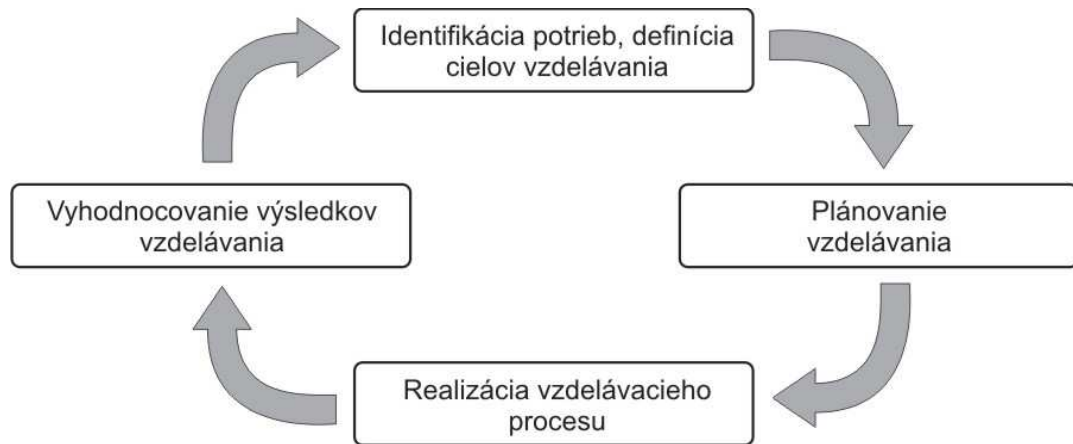 Identifikácia potrieb, definícia
cielov vzdelávania
Plánovanie
vzdelávania
Realizácia vzdelávacieho
procesu
Vyhodnocovanie výsledkov
vzdelávania